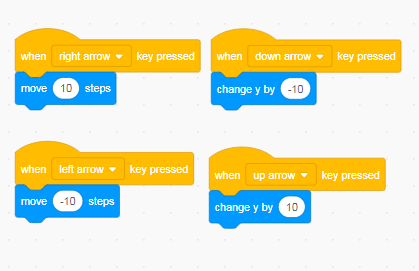 when right arrow key pressed
move 10 steps
when down arrow key pressed
change y by -10
when left arrow key pressed
move -10 steps
when up arrow key pressed
change y by 10